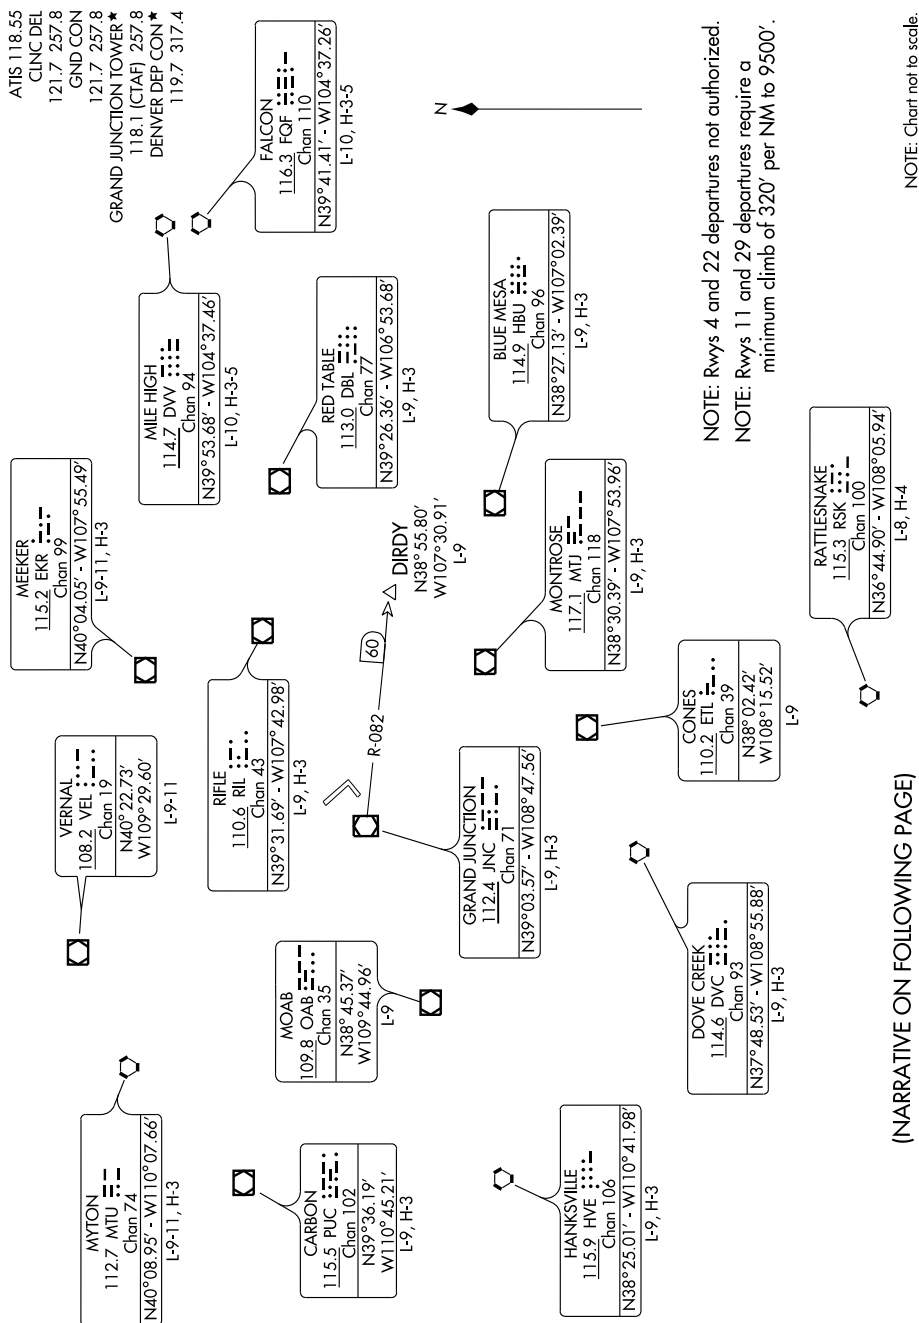 ATIS 118.55
CLNC DEL
121.7 257.8
GND CON
121.7 257.8
GRAND JUNCTION TOWER★
118.1 (CTAF) 257.8
DENVER DEP CON★
119.7 317.4
MEEKER
115.2 EKR
Chan 99
N40°04.05' - W107°55.49'
L-9-11, H-3
MILE HIGH
114.7 DVV
Chan 94
N39°53.68' - W104°37.46'
L-10, H-3-5
FALCON
116.3 FQF
Chan 110
N39°41.41' - W104°37.26'
L-10, H-3-5
VERNAL
108.2 VEL
Chan 19
N40°22.73'
W109°29.60'
L-9-11
RIFLE
110.6 RIL
Chan 43
N39°31.69' - W107°42.98'
L-9, H-3
RED TABLE
113.0 DBL
Chan 77
N39°26.36' - W106°53.68'
L-9, H-3
MYTON
112.7 MTU
Chan 74
N40°08.95' - W110°07.66'
L-9-11, H-3
MOAB
109.8 OAB
Chan 35
N38°45.37'
W109°44.96'
L-9
R-082
60
DIRDY
N38°55.80'
W107°30.91'
L-9
N
CARBON
115.5 PUC
Chan 102
N39°36.19'
W110°45.21'
L-9, H-3
GRAND JUNCTION
112.4 JNC
Chan 71
N39°03.57' - W108°47.56'
L-9, H-3
MONTROSE
117.1 MTJ
Chan 118
N38°30.39' - W107°53.96'
L-9, H-3
BLUE MESA
114.9 HBU
Chan 96
N38°27.13' - W107°02.39'
L-9, H-3
HANKSVILLE
115.9 HVE
Chan 106
N38°25.01' - W110°41.98'
L-9, H-3
DOVE CREEK
114.6 DVC
Chan 93
N37°48.53' - W108°55.88'
L-9, H-3
CONES
110.2 ETL
Chan 39
N38°02.42'
W108°15.52'
L-9
RATTLESNAKE
115.3 RSK
Chan 100
N36°44.90' - W108°05.94'
L-8, H-4
NOTE: Rwys 4 and 22 departures not authorized.
NOTE: Rwys 11 and 29 departures require a
minimum climb of 320' per NM to 9500'.
(NARRATIVE ON FOLLOWING PAGE)
NOTE: Chart not to scale.